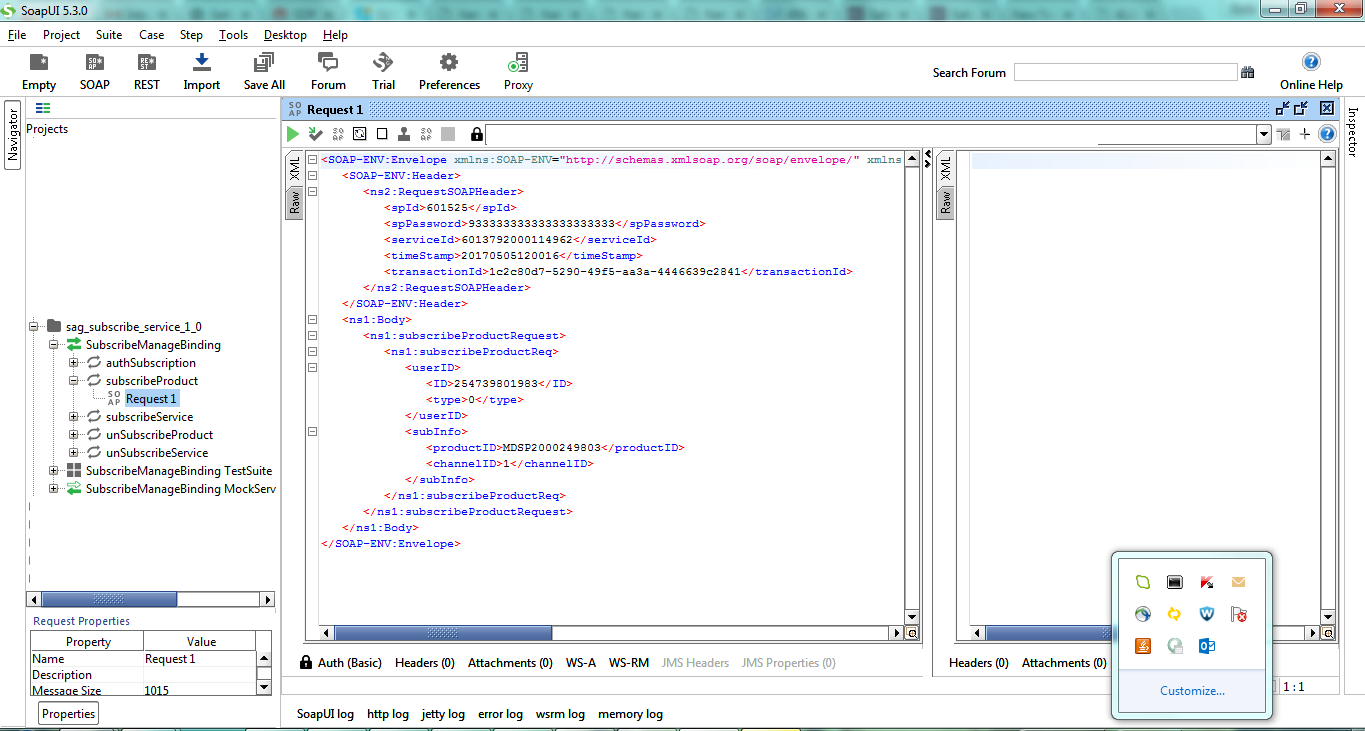 SoapUI 5.3.0
File Project Suite Case Step Tools Desktop Help
Empty SOAP REST Import Save All Forum Trial Preferences Proxy
Search Forum
Online Help
Navigator
Projects
sag_subscribe_service_1_0
SubscribeManageBinding
authSubscription
subscribeProduct
Request 1
subscribeService
unSubscribeProduct
unSubscribeService
SubscribeManageBinding TestSuite
SubscribeManageBinding MockServ
Request Properties
Property Value
Name Request 1
Description
Message Size 1015
Properties
Request 1
XML
Raw
<SOAP-ENV:Envelope xmlns:SOAP-ENV="http://schemas.xmlsoap.org/soap/envelope/" xmlns
<SOAP-ENV:Header>
<ns2:RequestSOAPHeader>
<spId>601525</spId>
<spPassword>933333333333333333333</spPassword>
<serviceId>6013792000114962</serviceId>
<timeStamp>20170505120016</timeStamp>
<transactionId>1c2c80d7-5290-49f5-aa3a-4446639c2841</transactionId>
</ns2:RequestSOAPHeader>
</SOAP-ENV:Header>
<ns1:Body>
<ns1:subscribeProductRequest>
<ns1:subscribeProductReq>
<userID>
<ID>254739801983</ID>
<type>0</type>
</userID>
<subInfo>
<productID>MDSP2000249803</productID>
<channelID>1</channelID>
</subInfo>
</ns1:subscribeProductReq>
</ns1:subscribeProductRequest>
</ns1:Body>
</SOAP-ENV:Envelope>
Auth (Basic) Headers (0) Attachments (0) WS-A WS-RM JMS Headers JMS Properties (0)
XML
Raw
Headers (0) Attachments (0)
1 : 1
Inspector
Customize...
SoapUI log http log jetty log error log wsrm log memory log